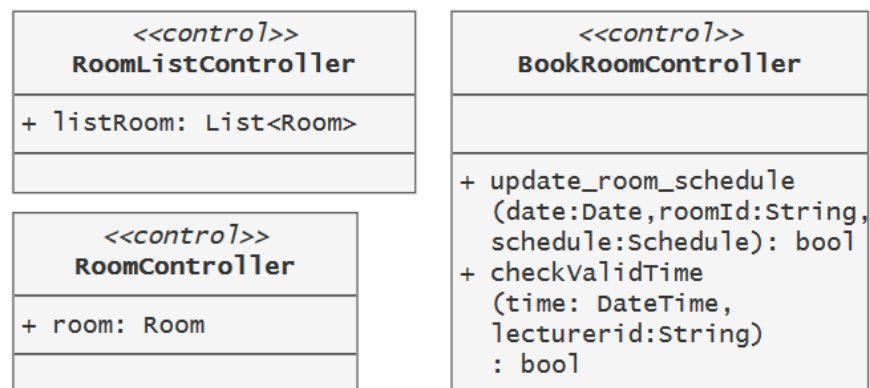 <<control>>
RoomListController
+ listRoom: List<Room>
<<control>>
RoomController
+ room: Room
<<control>>
BookRoomController
+ update_room_schedule
(date:Date,roomId:String,
schedule:Schedule): bool
+ checkValidTime
(time: DateTime,
lecturerid:String)
: bool